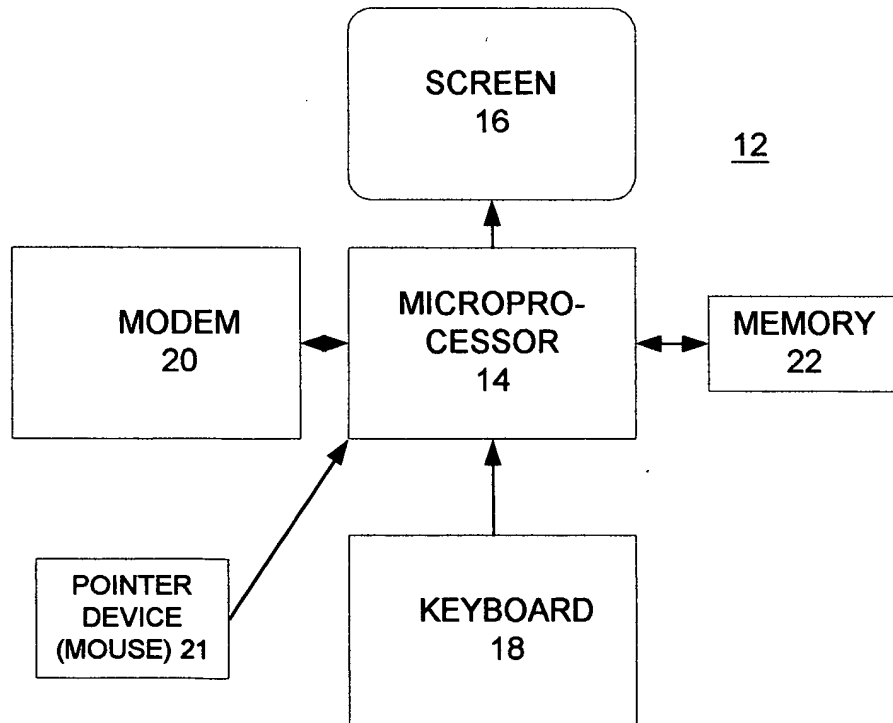 SCREEN
16
12
MODEM
20
MICROPRO-
CESSOR
14
MEMORY
22
POINTER
DEVICE
(MOUSE) 21
KEYBOARD
18